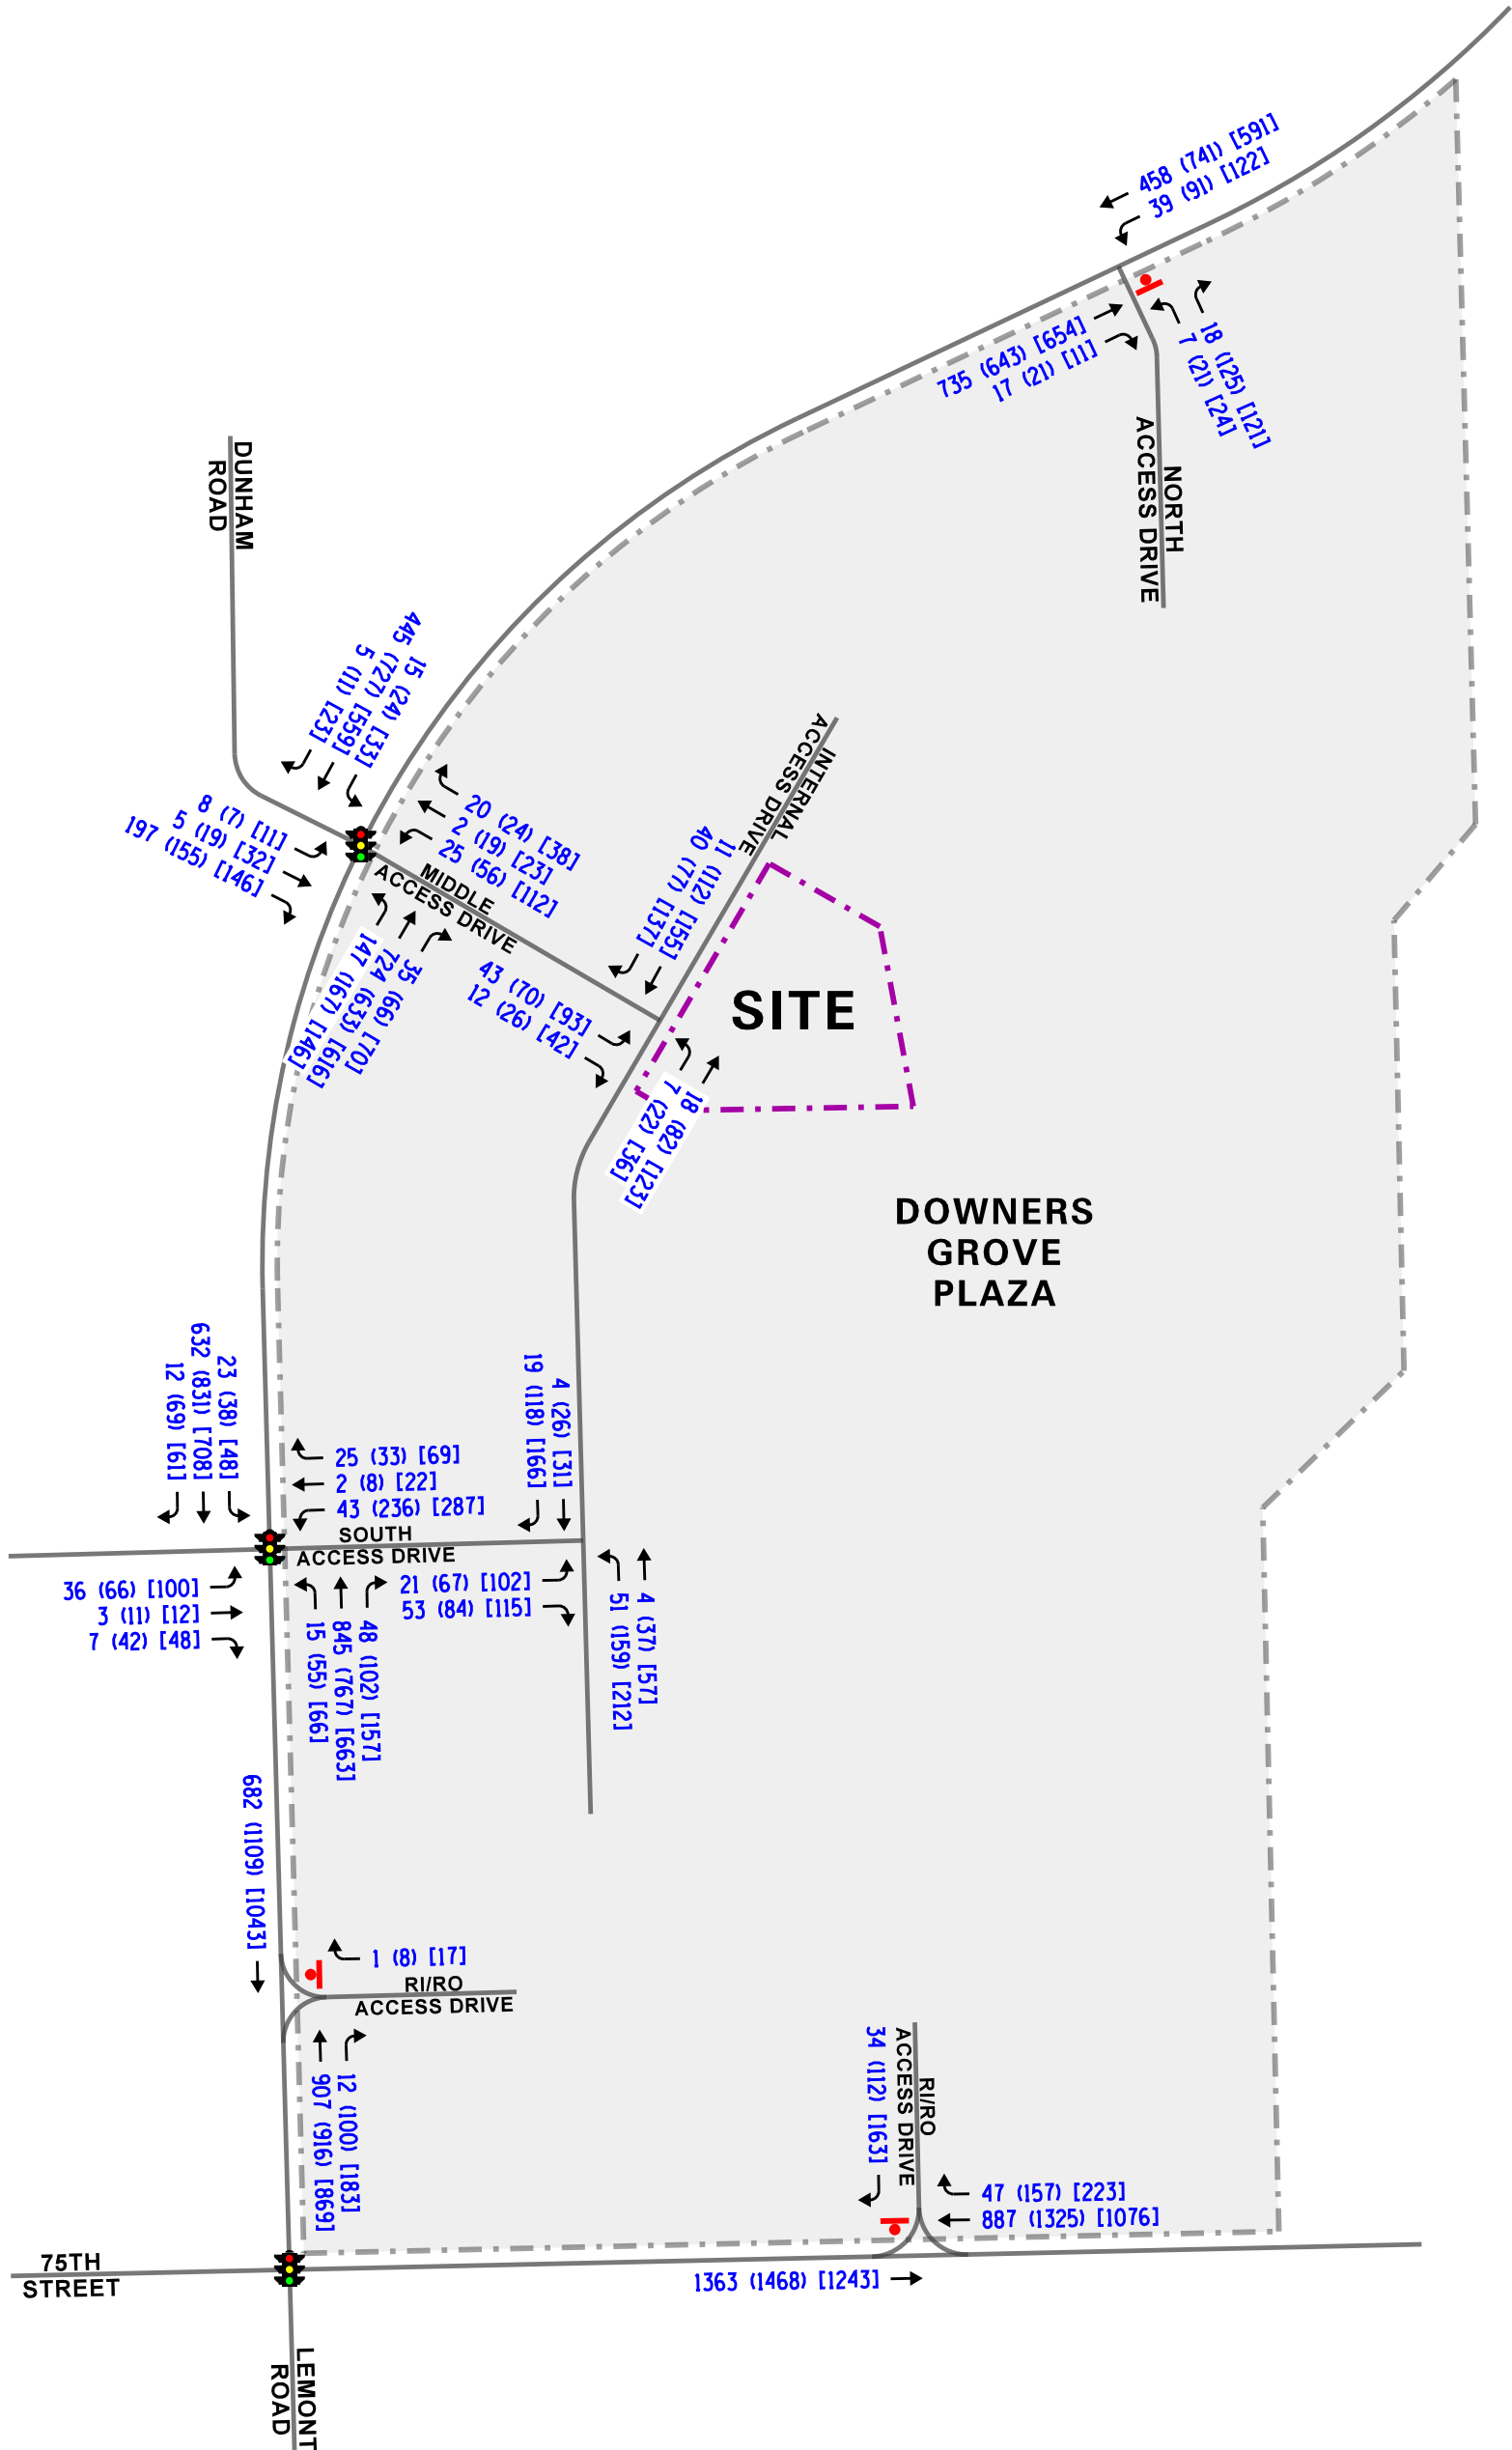 458 (741) [591]
39 (91) [122]
735 (643) [654]
17 (21) [11]
18 (125) [121]
7 (21) [24]
NORTH
ACCESS DRIVE
DUNHAM
ROAD
15 (24) [33]
445 (727) [559]
5 (11) [23]
8 (7) [11]
5 (19) [32]
197 (155) [146]
20 (24) [38]
2 (19) [23]
25 (56) [112]
MIDDLE
ACCESS DRIVE
147 (167) [146]
724 (633) [616]
35 (66) [70]
INTERNAL
ACCESS DRIVE
11 (112) [155]
40 (77) [137]
43 (70) [93]
12 (26) [42]
18 (82) [123]
7 (22) [36]
SITE
DOWNERS
GROVE
PLAZA
23 (38) [48]
632 (831) [708]
12 (69) [61]
25 (33) [69]
2 (8) [22]
43 (236) [287]
SOUTH
ACCESS DRIVE
4 (26) [31]
19 (118) [166]
36 (66) [100]
3 (11) [12]
7 (42) [48]
15 (55) [66]
845 (767) [663]
48 (102) [157]
21 (67) [102]
53 (84) [115]
4 (37) [57]
51 (159) [212]
682 (1109) [1043]
1 (8) [17]
RI/RO
ACCESS DRIVE
12 (100) [183]
907 (916) [869]
34 (112) [163]
RI/RO
ACCESS DRIVE
47 (157) [223]
887 (1325) [1076]
1363 (1468) [1243]
75TH
STREET
LEMONT
ROAD